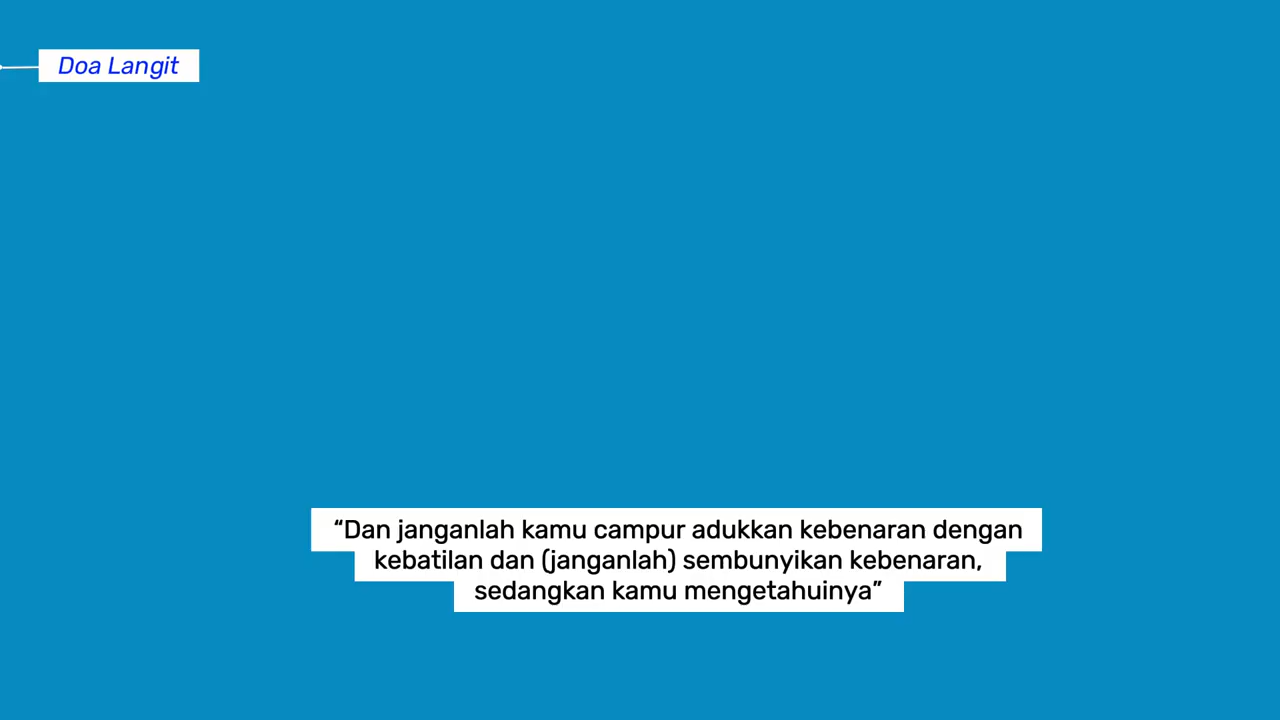 Doa Langit
“Dan janganlah kamu campur adukkan kebenaran dengan
kebatilan dan (janganlah) sembunyikan kebenaran,
sedangkan kamu mengetahuinya”